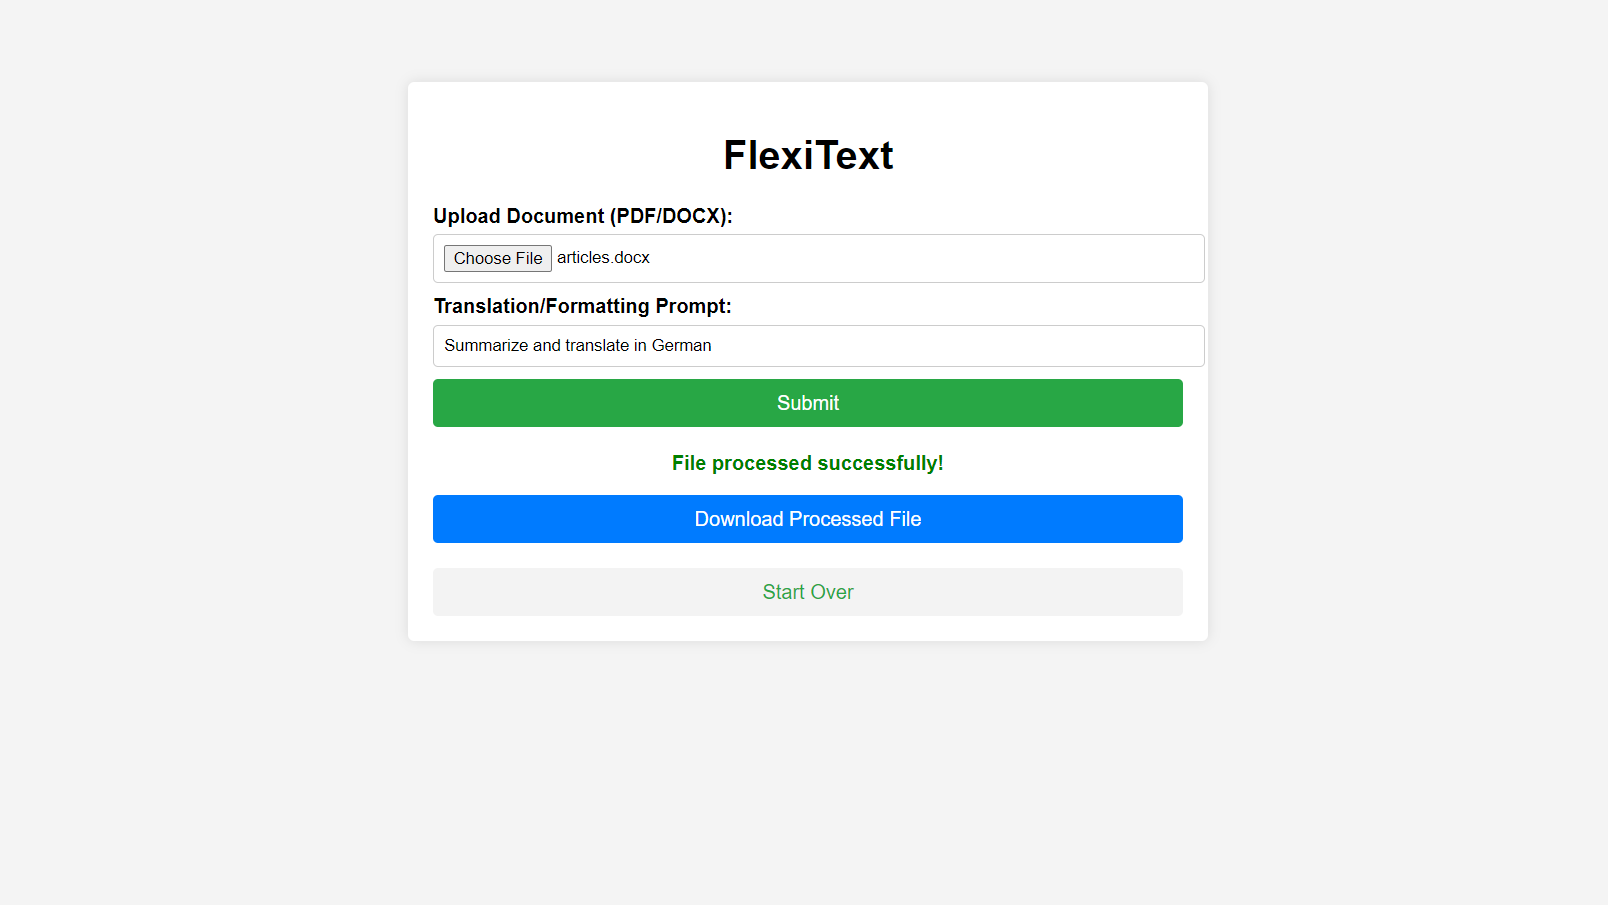 FlexiText
Upload Document (PDF/DOCX):
Choose File articles.docx
Translation/Formatting Prompt:
Summarize and translate in German
Submit
File processed successfully!
Download Processed File
Start Over